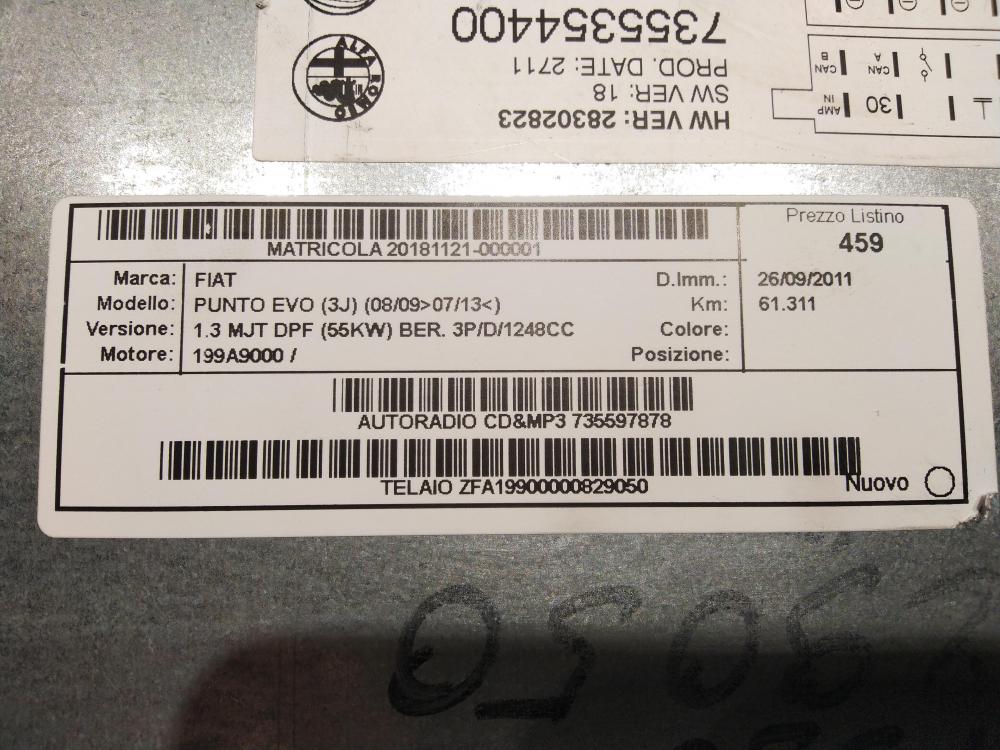 7355354400
PROD. DATE: 2711
SW VER: 18
HW VER: 28302823
ALFA ROMEO
CAN B
CAN A
AMP IN
30
MATRICOLA 20181121-000001
Prezzo Listino
459
Marca: FIAT
D.Imm.: 26/09/2011
Modello: PUNTO EVO (3J) (08/09>07/13<)
Km: 61.311
Versione: 1.3 MJT DPF (55KW) BER. 3P/D/1248CC
Colore:
Motore: 199A9000 /
Posizione:
AUTORADIO CD&MP3 735597878
TELAIO ZFA19900000829050
Nuovo